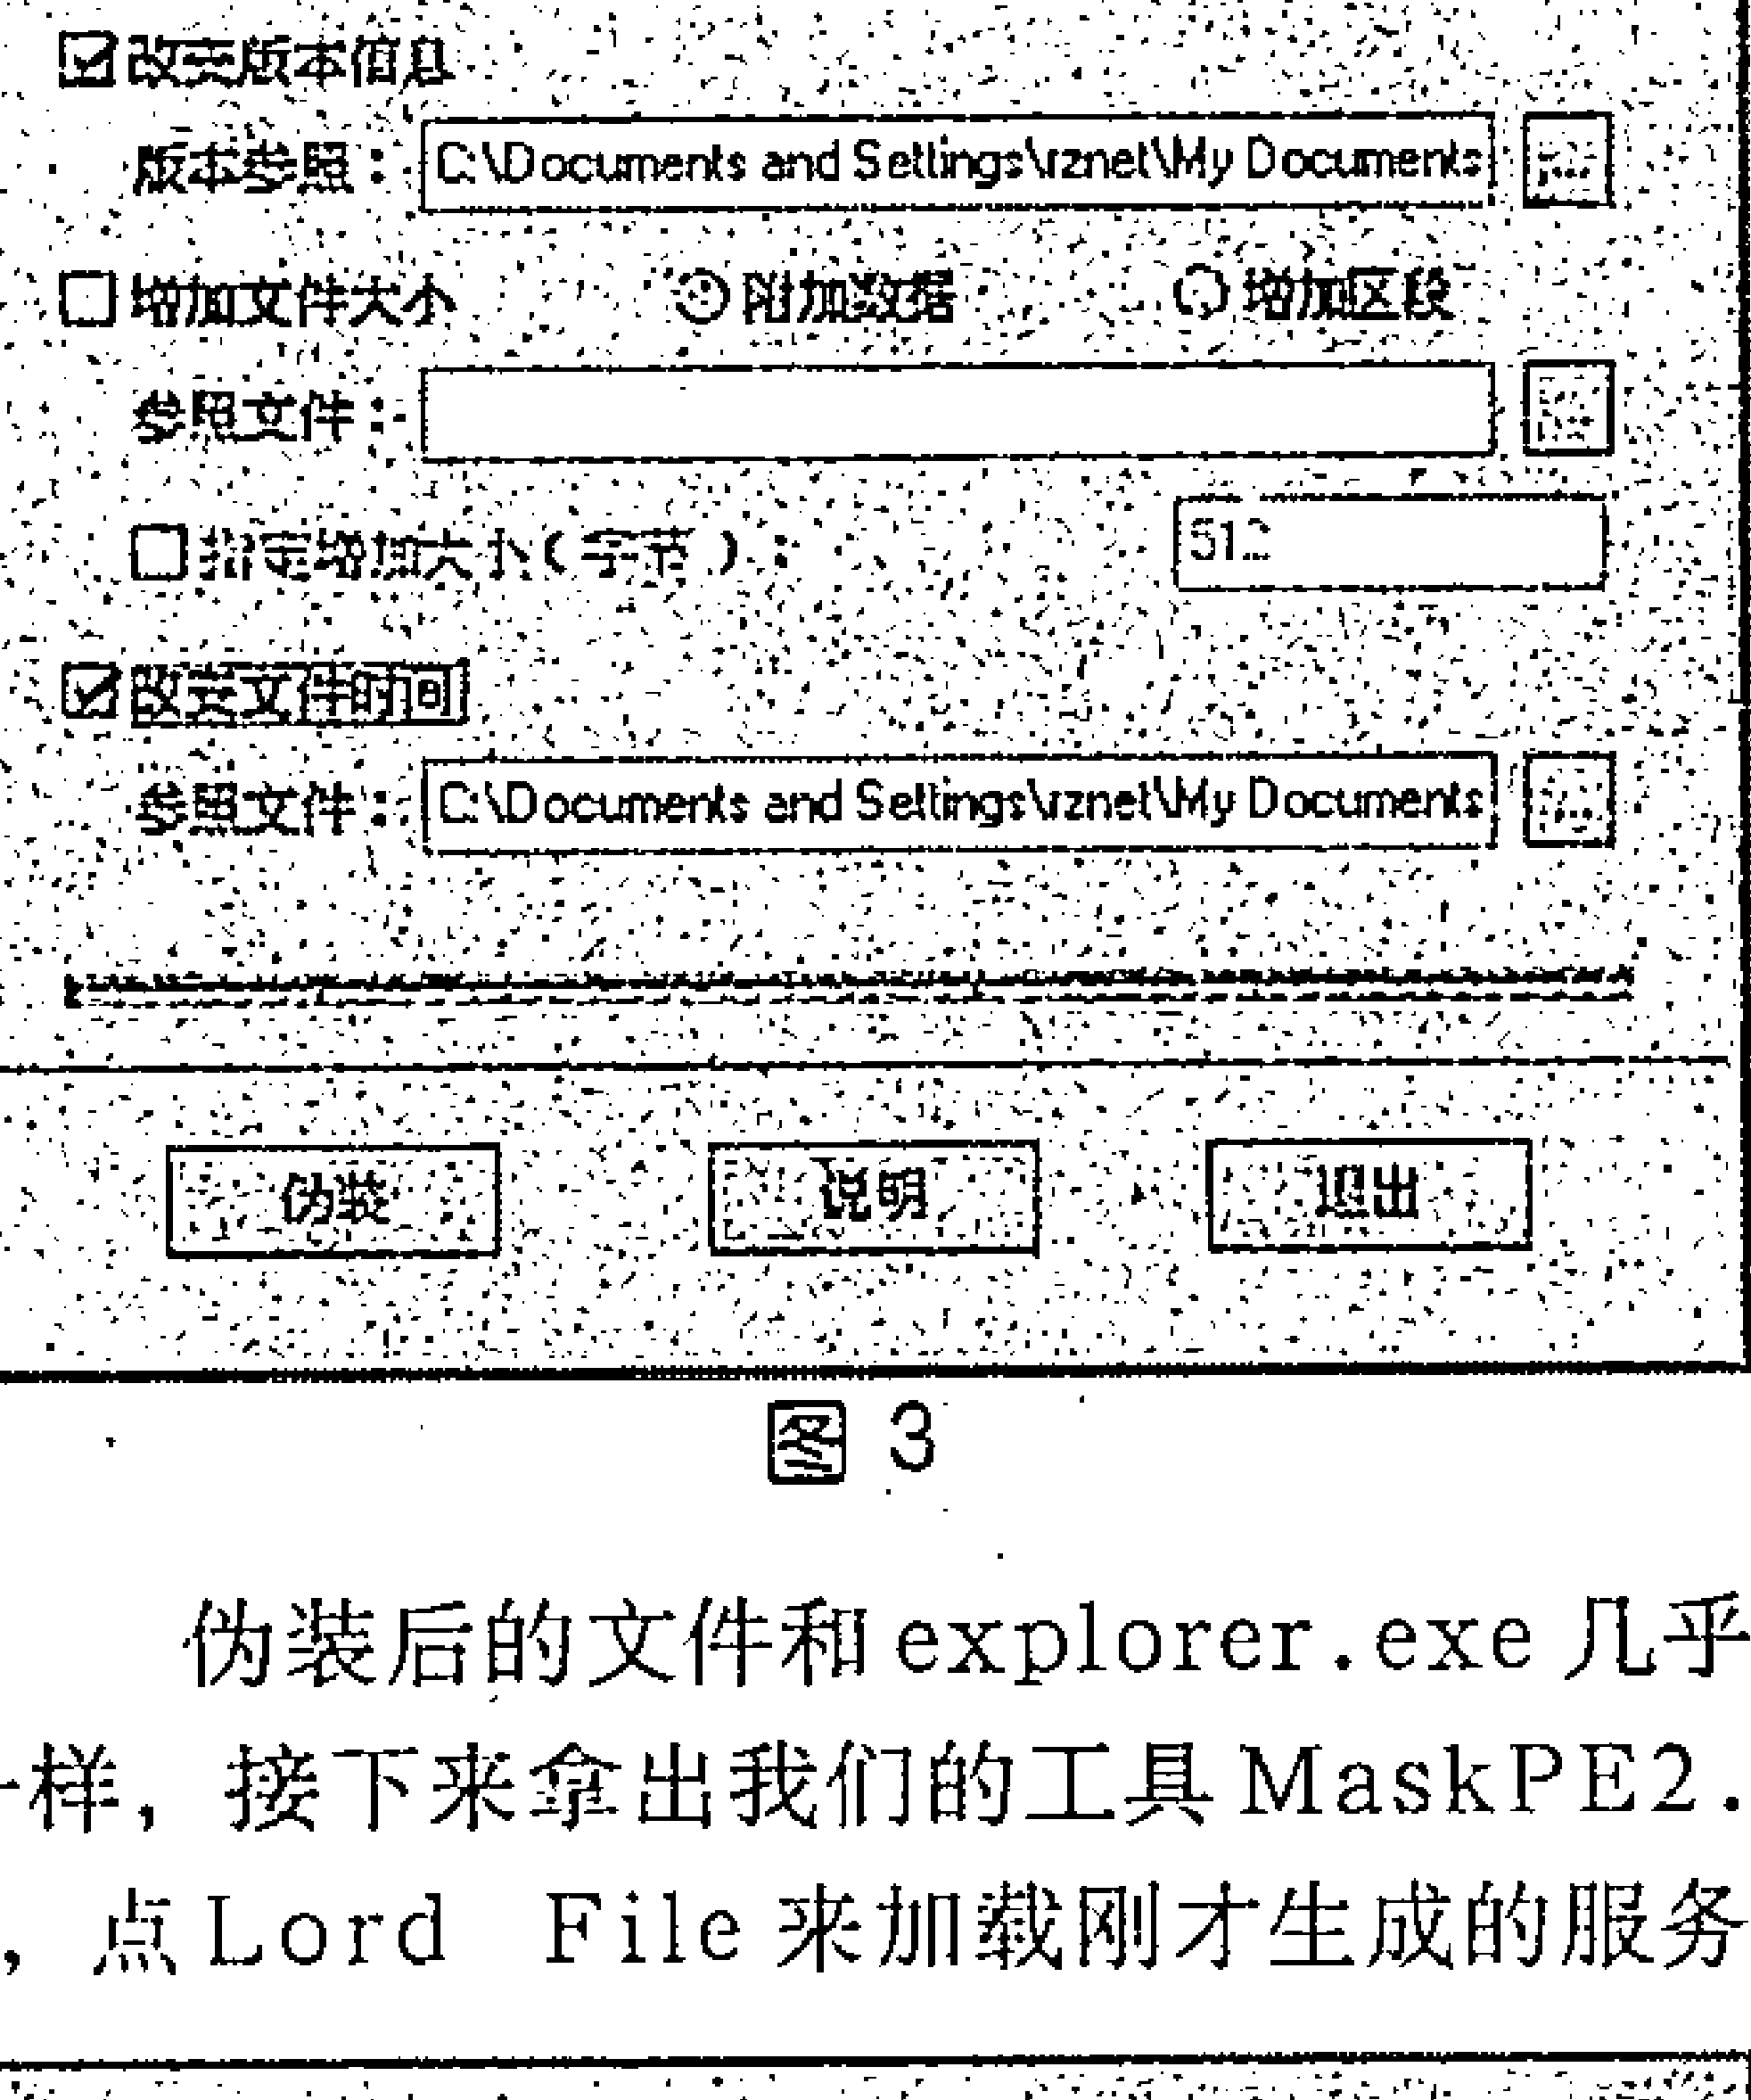 改变版本信息
版本参照： C:\Documents and Settings\rznet\My Documents
增加文件大小 附加数据 增加区段
参照文件：
指定增加大小(字节)： 512
改变文件时间
参照文件： C:\Documents and Settings\rznet\My Documents
伪装 说明 退出
图 3
伪装后的文件和explorer.exe几乎
样，接下来拿出我们的工具MaskPE2.
，点Lord File来加载刚才生成的服务